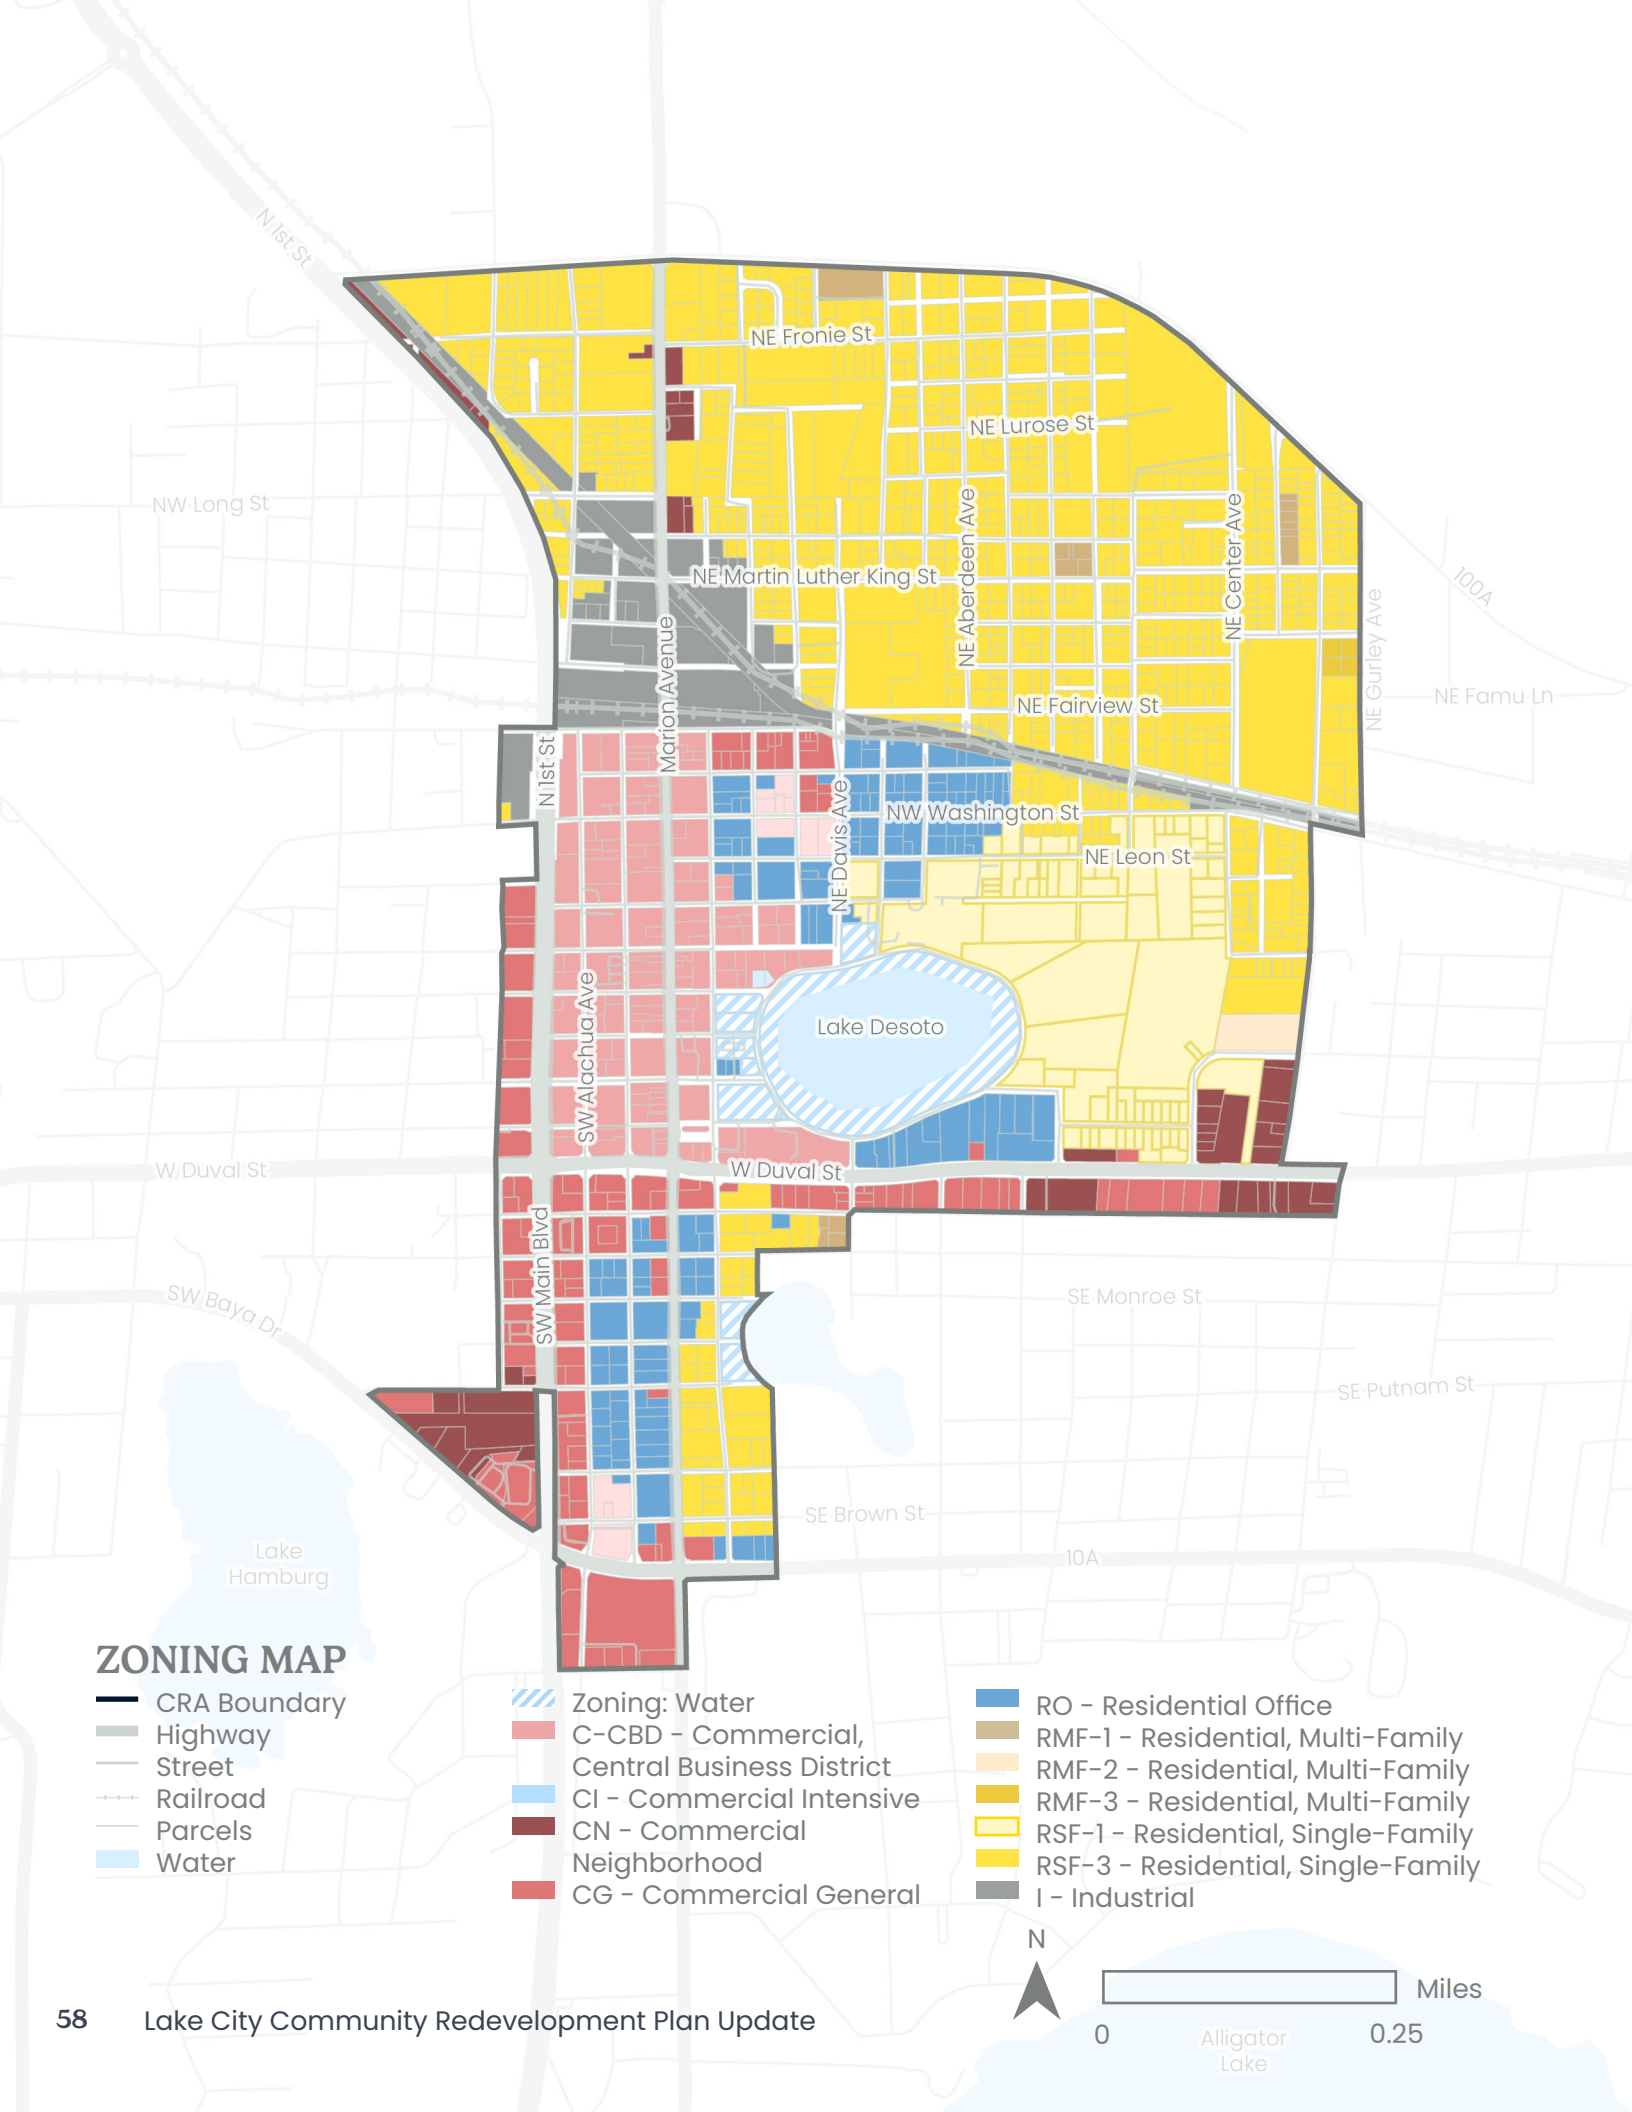 N 1st St
NE Fronie St
NE Lurose St
NW Long St
NE Aberdeen Ave
NE Center Ave
NE Martin Luther King St
100A
NE Gurley Ave
Marion Avenue
NE Famu Ln
NE Fairview St
N 1st St
NE Davis Ave
NW Washington St
NE Leon St
SW Alachua Ave
Lake Desoto
W Duval St
W Duval St
SW Main Blvd
SW Baya Dr
SE Monroe St
SE Putnam St
SE Brown St
Lake
Hamburg
10A
ZONING MAP
CRA Boundary
Highway
Street
Railroad
Parcels
Water
Zoning: Water
C-CBD - Commercial,
Central Business District
CI - Commercial Intensive
CN - Commercial
Neighborhood
CG - Commercial General
RO - Residential Office
RMF-1 - Residential, Multi-Family
RMF-2 - Residential, Multi-Family
RMF-3 - Residential, Multi-Family
RSF-1 - Residential, Single-Family
RSF-3 - Residential, Single-Family
I - Industrial
N
Miles
0
0.25
Alligator
Lake
58 Lake City Community Redevelopment Plan Update